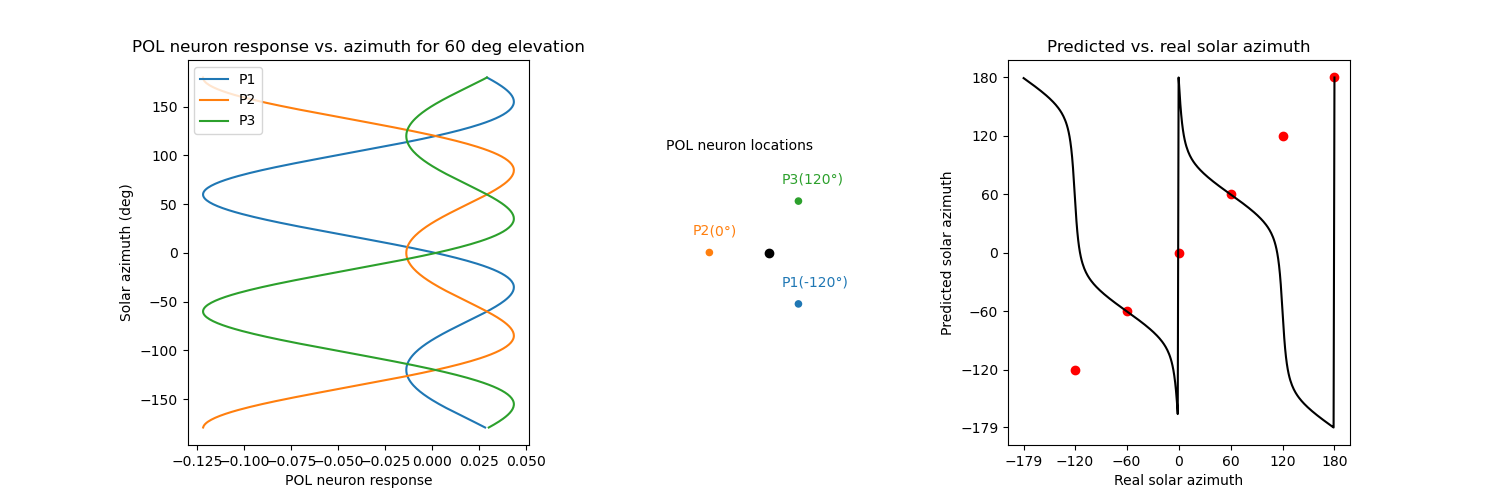 POL neuron response vs. azimuth for 60 deg elevation
P1
P2
P3
150
100
50
0
−50
−100
−150
Solar azimuth (deg)
−0.125
−0.100
−0.075
−0.050
−0.025
0.000
0.025
0.050
POL neuron response
POL neuron locations
P3(120°)
P2(0°)
P1(-120°)
Predicted vs. real solar azimuth
180
120
60
0
−60
−120
−179
Predicted solar azimuth
−179
−120
−60
0
60
120
180
Real solar azimuth